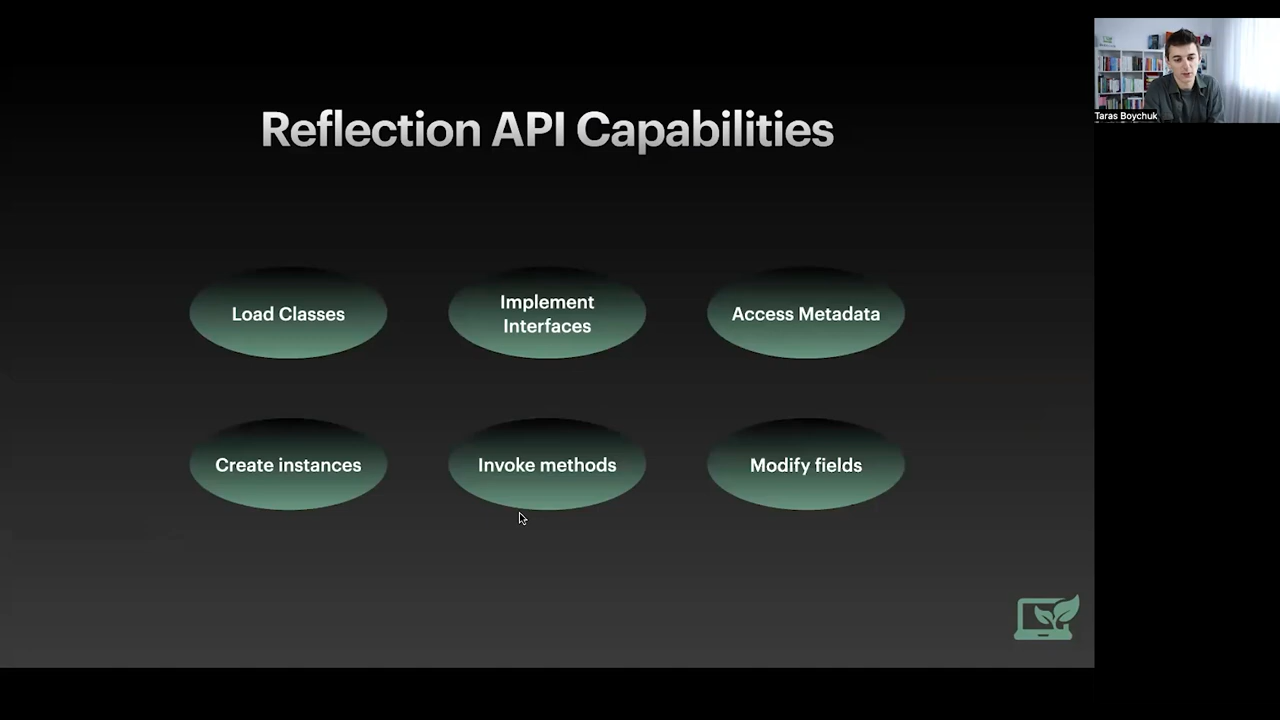 Reflection API Capabilities
Taras Boychuk
Load Classes
Implement
Interfaces
Access Metadata
Create instances
Invoke methods
Modify fields